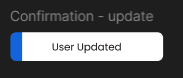 Confirmation - update
User Updated